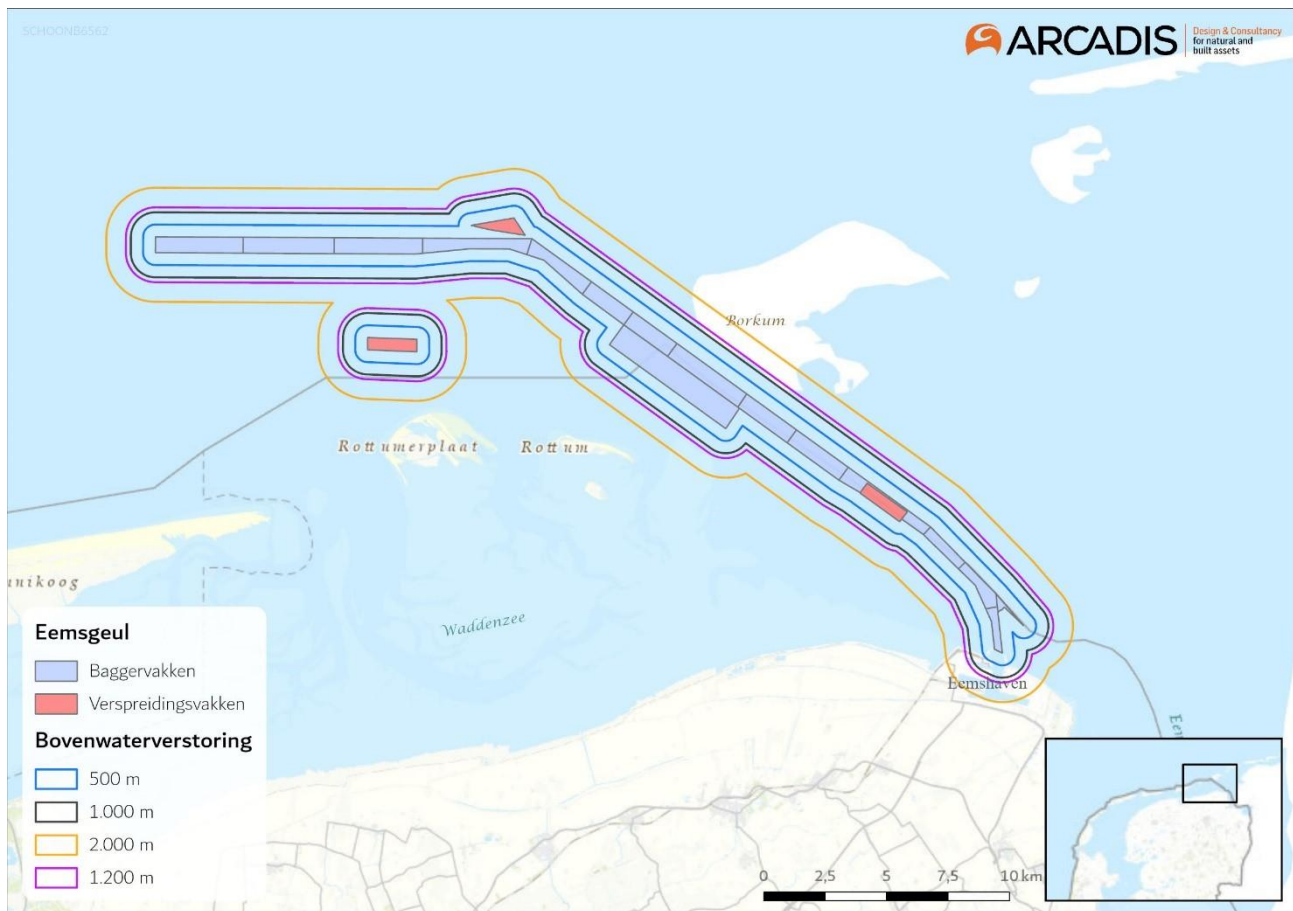 SCHOONB6562
ARCADIS
Design & Consultancy
for natural and
built assets
Borkum
Rottumerplaat
Rottum
unikoog
Waddenzee
Eemshaven
Eemsgeul
Baggervakken
Verspreidingsvakken
Bovenwaterverstoring
500 m
1.000 m
2.000 m
1.200 m
0 2,5 5 7,5 10 km